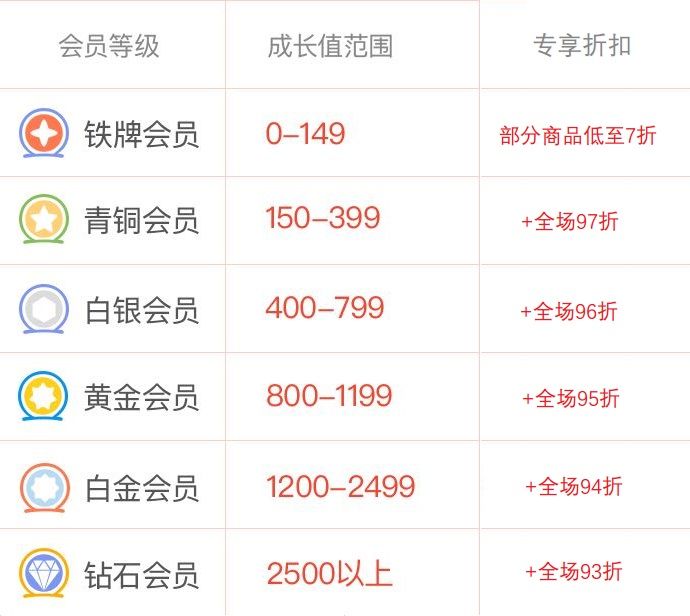 会员等级 成长值范围 专享折扣
铁牌会员 0-149 部分商品低至7折
青铜会员 150-399 +全场97折
白银会员 400-799 +全场96折
黄金会员 800-1199 +全场95折
白金会员 1200-2499 +全场94折
钻石会员 2500以上 +全场93折